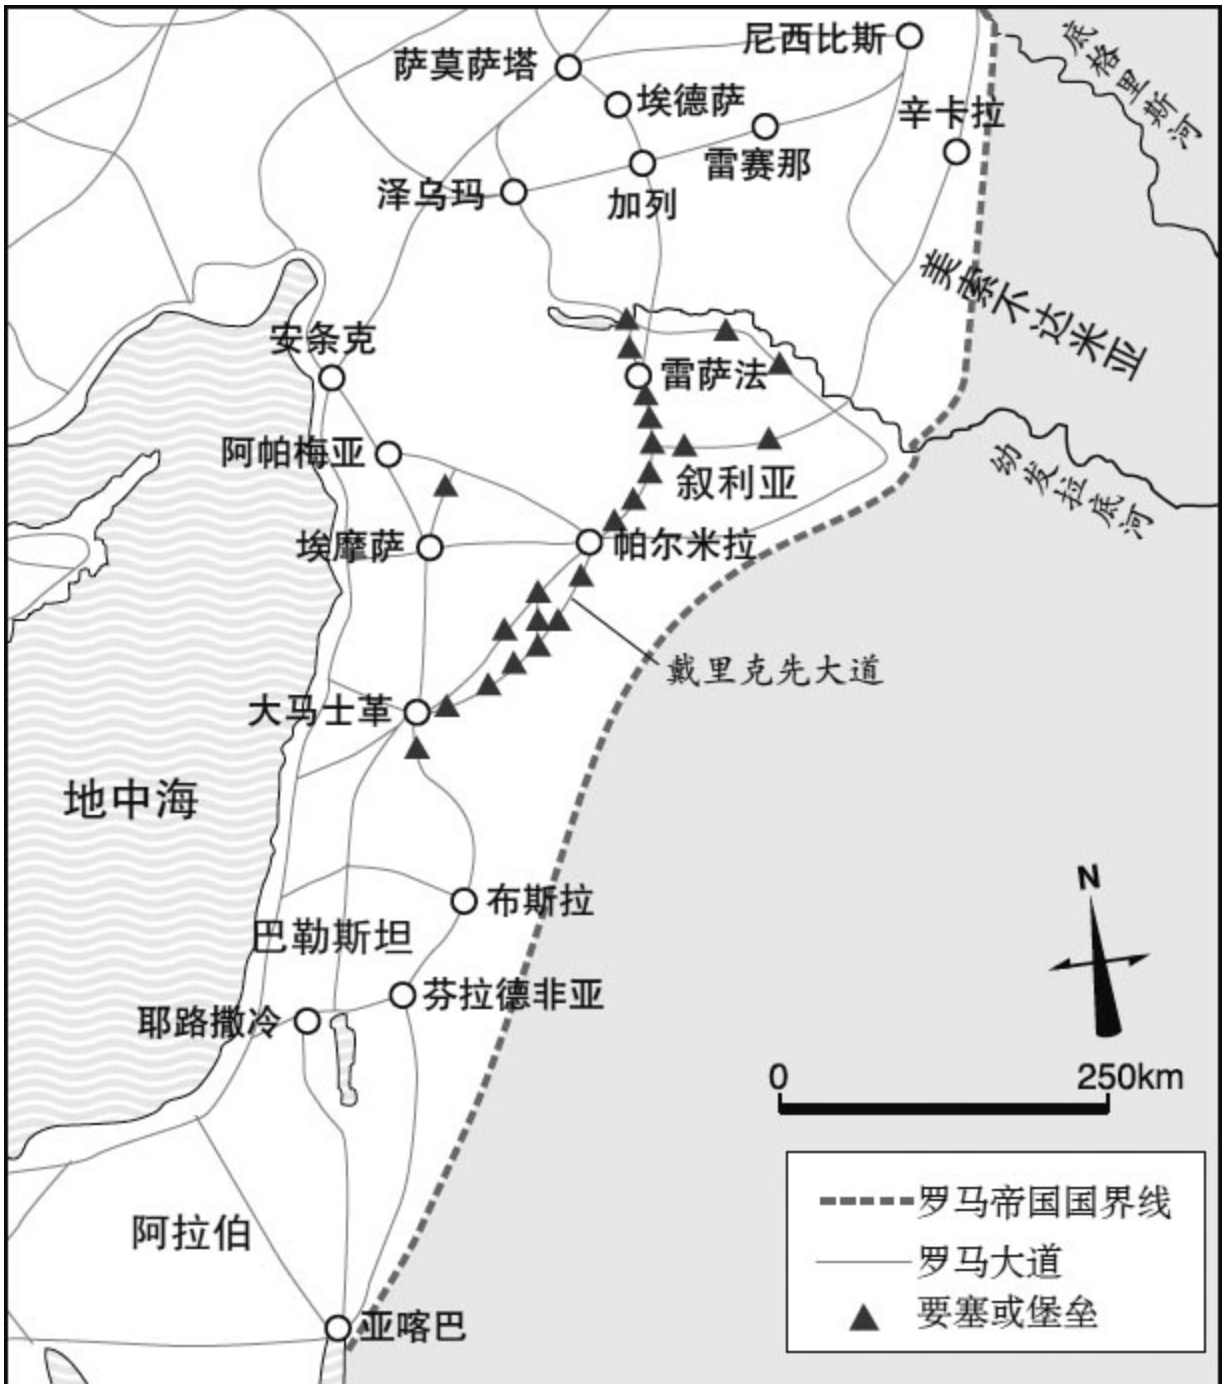 尼西比斯
萨莫萨塔
底格里斯河
埃德萨
辛卡拉
雷赛那
泽乌玛
加列
美索不达米亚
安条克
雷萨法
阿帕梅亚
叙利亚
幼发拉底河
埃摩萨
帕尔米拉
戴里克先大道
大马士革
地中海
N
布斯拉
巴勒斯坦
芬拉德非亚
耶路撒冷
0
250km
罗马帝国国界线
阿拉伯
罗马大道
要塞或堡垒
亚喀巴